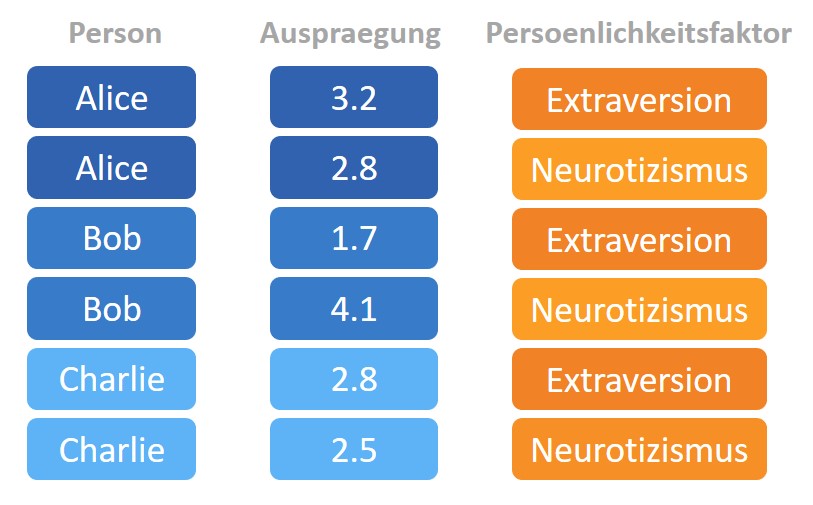 Person Auspraegung Persoenlichkeitsfaktor
Alice 3.2 Extraversion
Alice 2.8 Neurotizismus
Bob 1.7 Extraversion
Bob 4.1 Neurotizismus
Charlie 2.8 Extraversion
Charlie 2.5 Neurotizismus